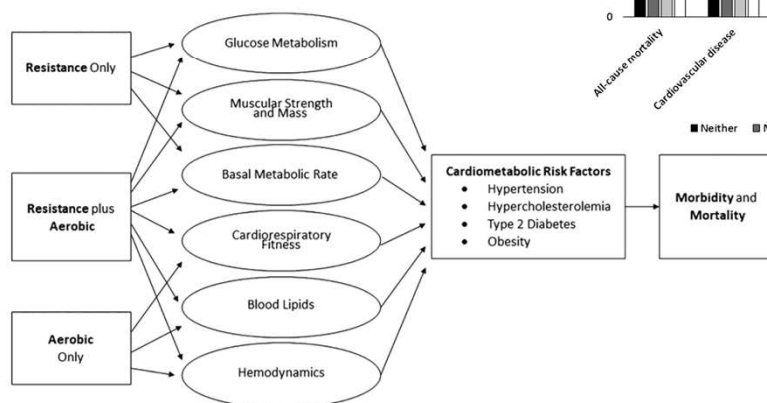 0
All-cause mortality
Cardiovascular disease
Neither
Resistance Only
Resistance plus
Aerobic
Aerobic
Only
Glucose Metabolism
Muscular Strength
and Mass
Basal Metabolic Rate
Cardiorespiratory
Fitness
Blood Lipids
Hemodynamics
Cardiometabolic Risk Factors
• Hypertension
• Hypercholesterolemia
• Type 2 Diabetes
• Obesity
Morbidity and
Mortality